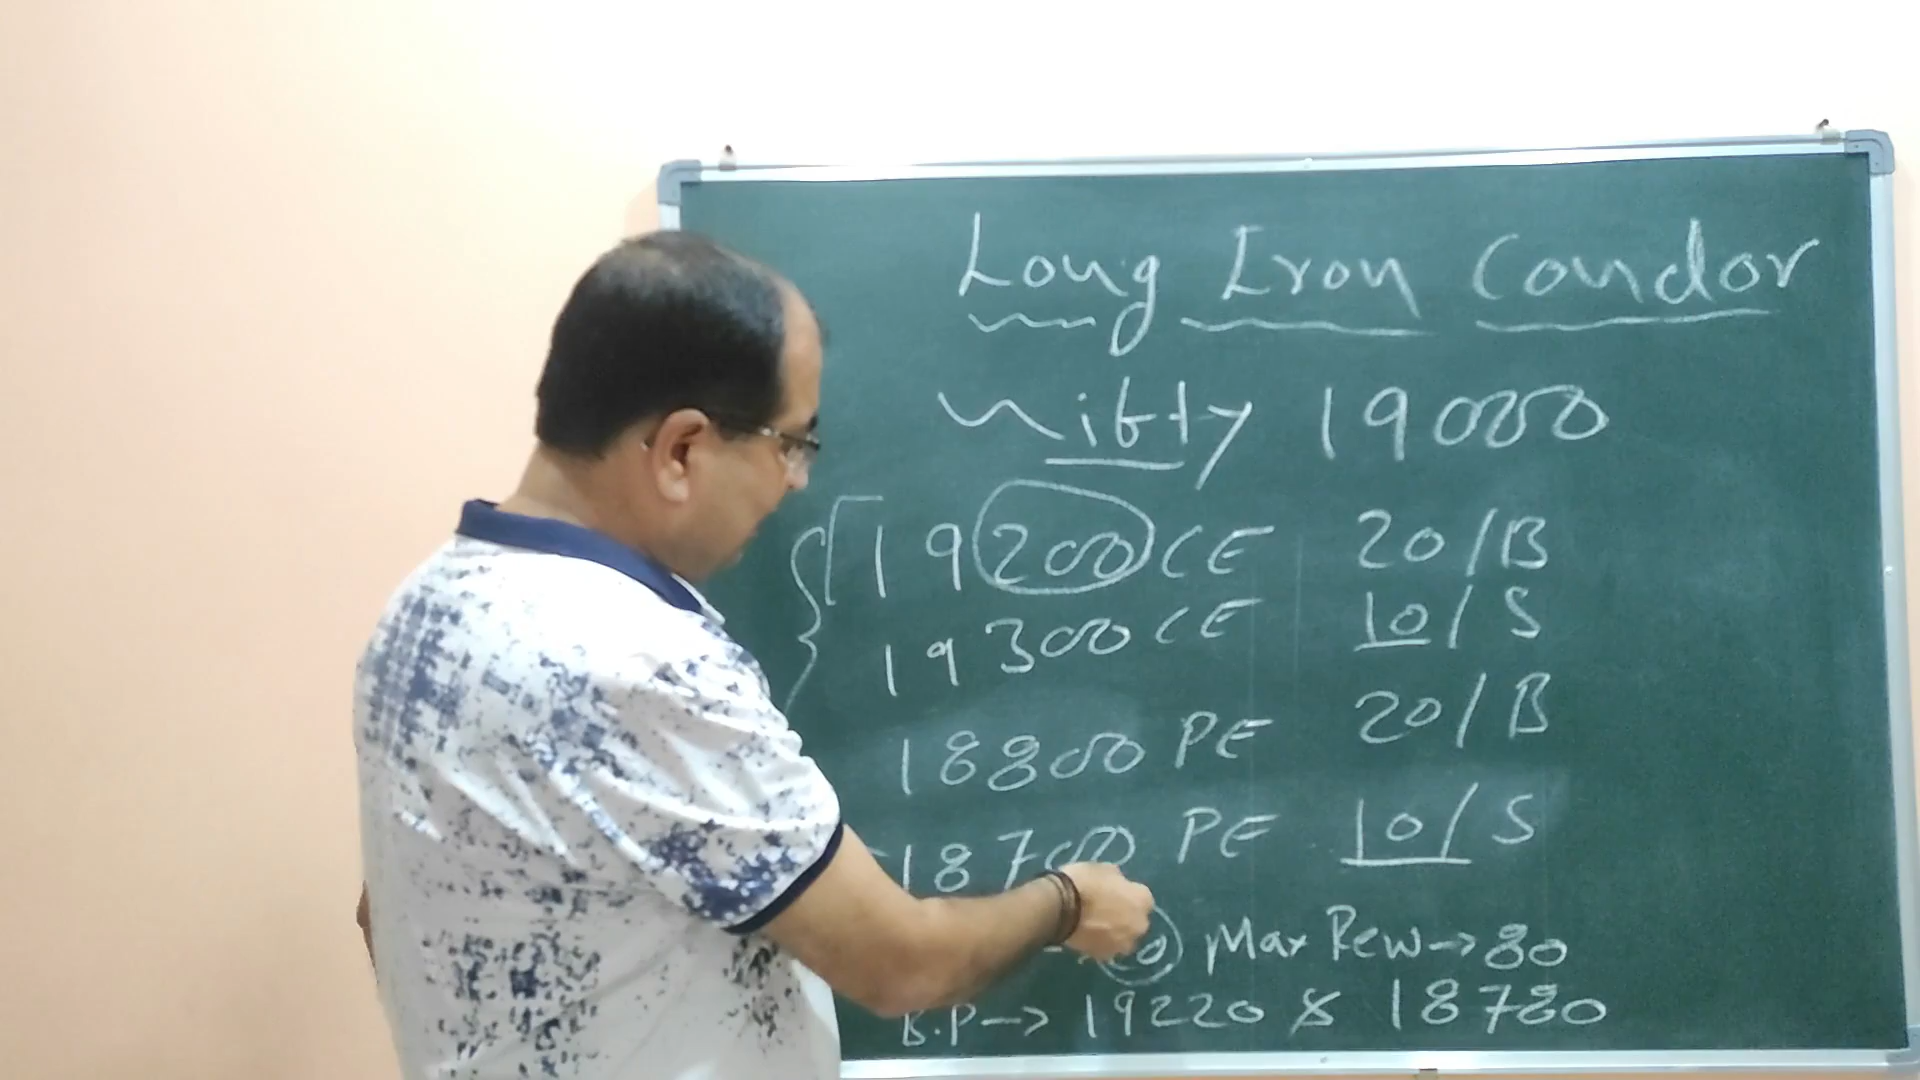 Long Iron Condor
Nifty 19000
19200 CE 20/B
19300 CE 10/S
18800 PE 20/B
18700 PE 10/S
Max Rew→80
B.P→ 19220 & 18780